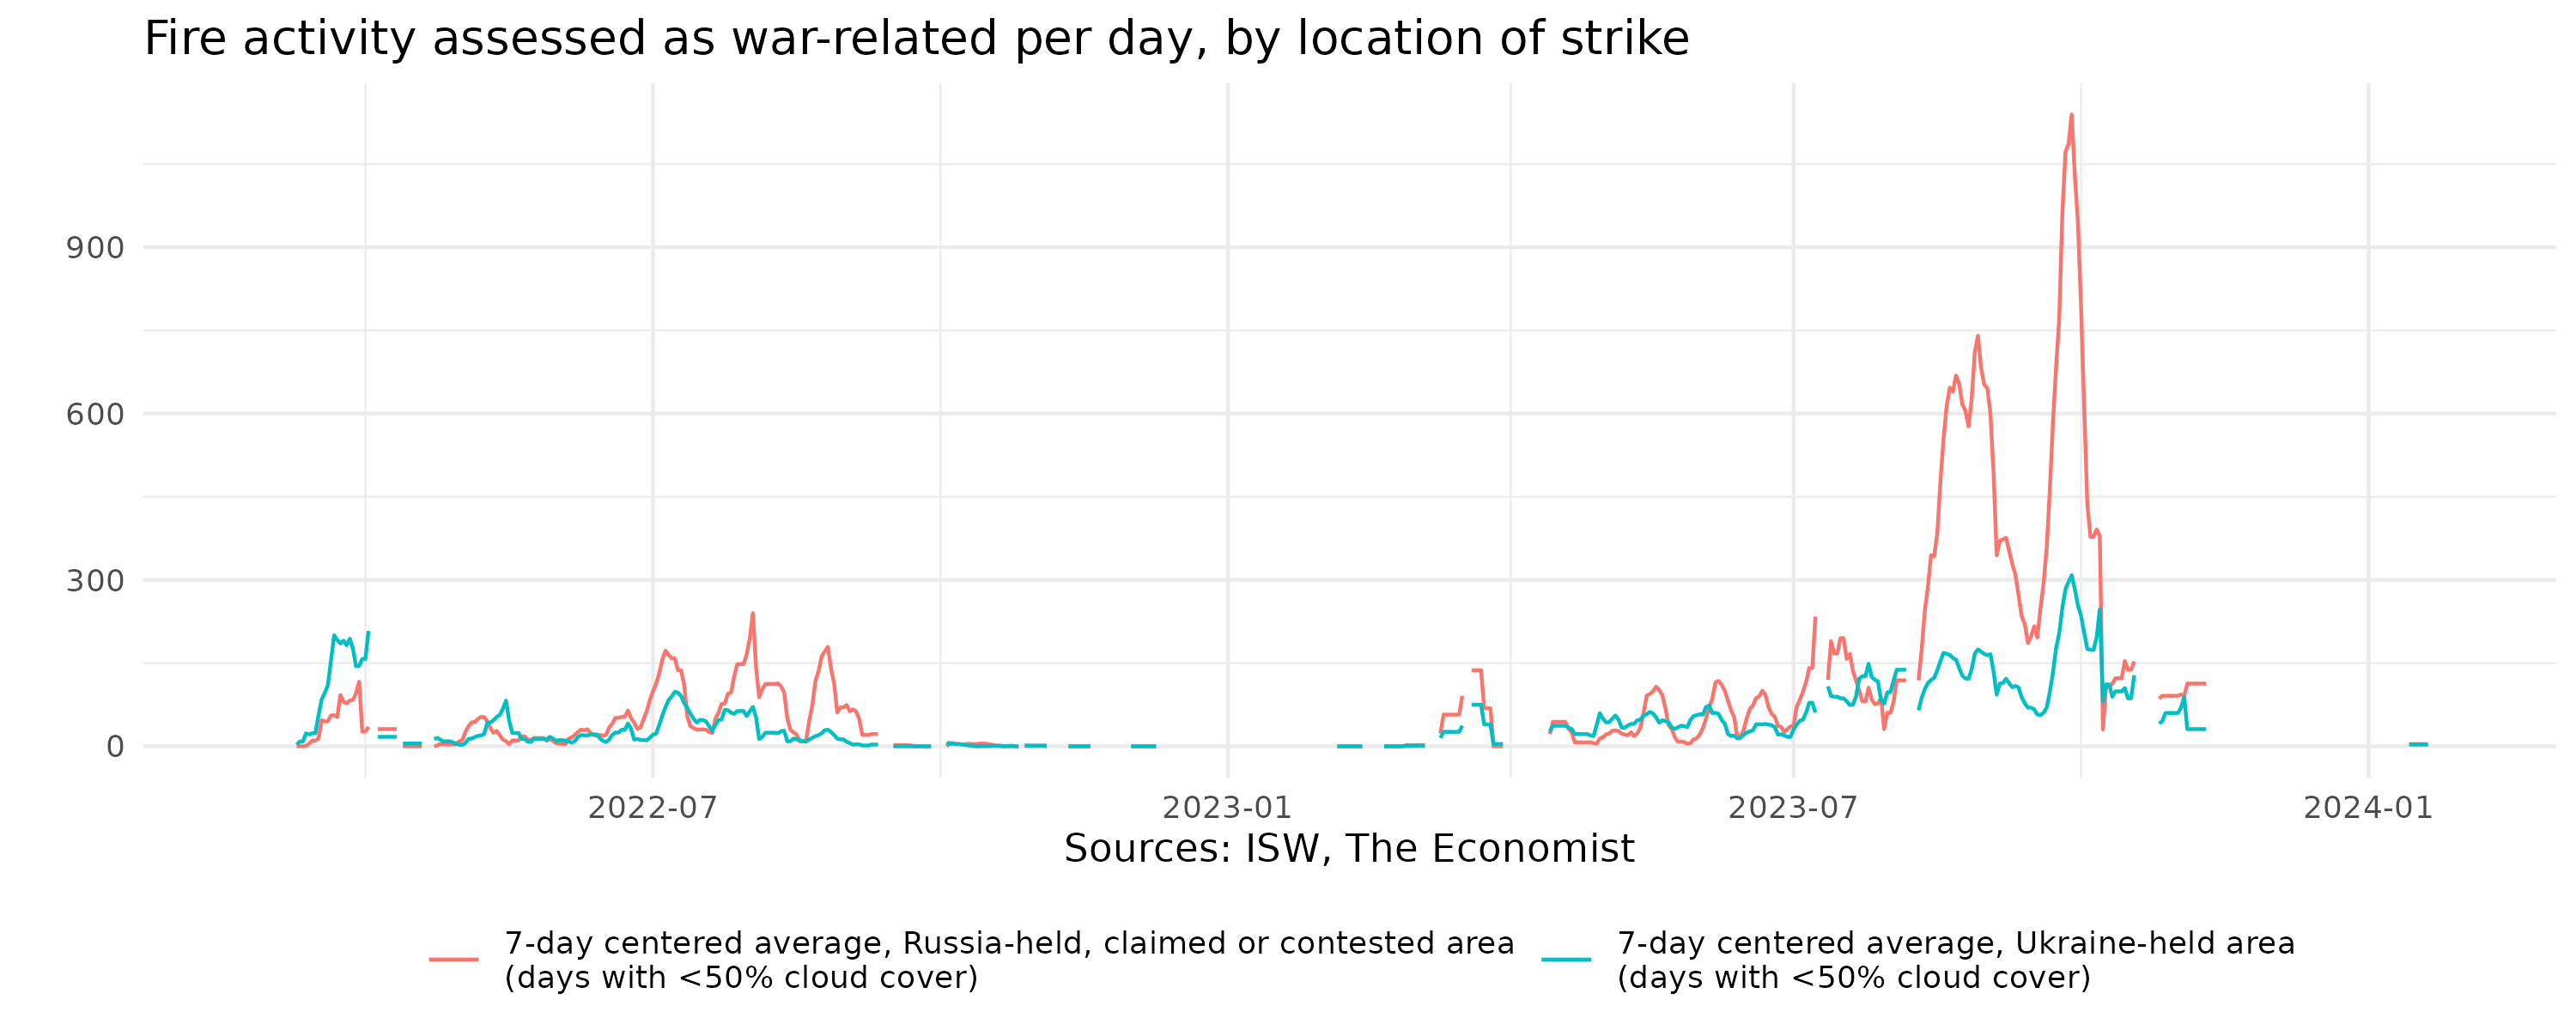 Fire activity assessed as war-related per day, by location of strike
900
600
300
0
2022-07
2023-01
2023-07
2024-01
Sources: ISW, The Economist
7-day centered average, Russia-held, claimed or contested area
(days with <50% cloud cover)
7-day centered average, Ukraine-held area
(days with <50% cloud cover)